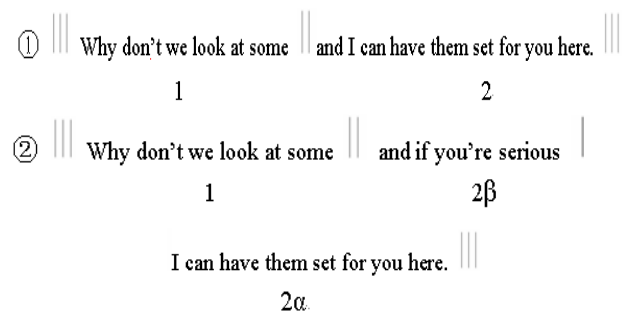 ① ||| Why don't we look at some || and I can have them set for you here. |||
1 2
② ||| Why don't we look at some || and if you're serious |
1 2β
I can have them set for you here. |||
2α